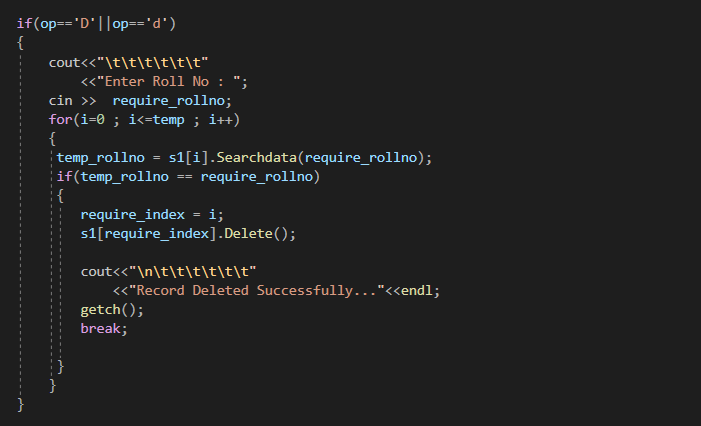 if(op=='D'||op=='d')
{
    cout<<"\t\t\t\t\t\t"
        <<"Enter Roll No : ";
    cin >>  require_rollno;
    for(i=0 ; i<=temp ; i++)
    {
     temp_rollno = s1[i].Searchdata(require_rollno);
     if(temp_rollno == require_rollno)
     {
        require_index = i;
        s1[require_index].Delete();

        cout<<"\n\t\t\t\t\t\t"
            <<"Record Deleted Successfully..."<<endl;
        getch();
        break;

     }
    }
}